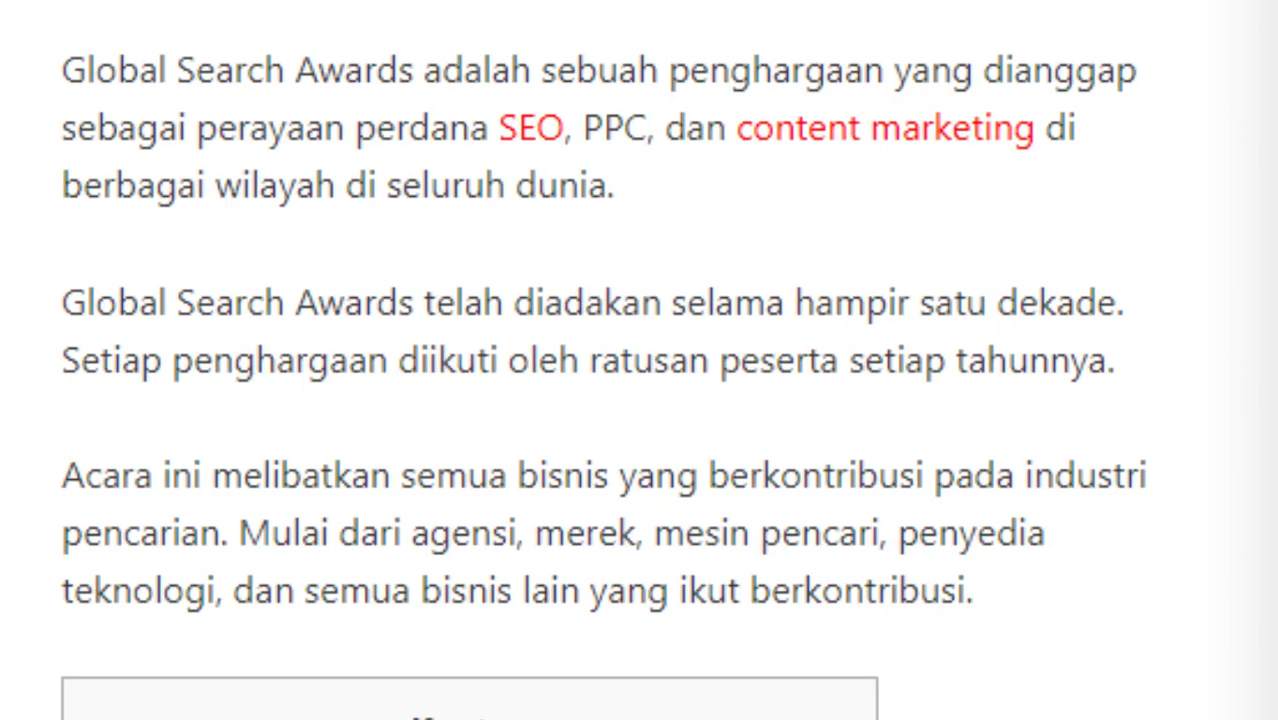 Global Search Awards adalah sebuah penghargaan yang dianggap
sebagai perayaan perdana SEO, PPC, dan content marketing di
berbagai wilayah di seluruh dunia.
Global Search Awards telah diadakan selama hampir satu dekade.
Setiap penghargaan diikuti oleh ratusan peserta setiap tahunnya.
Acara ini melibatkan semua bisnis yang berkontribusi pada industri
pencarian. Mulai dari agensi, merek, mesin pencari, penyedia
teknologi, dan semua bisnis lain yang ikut berkontribusi.